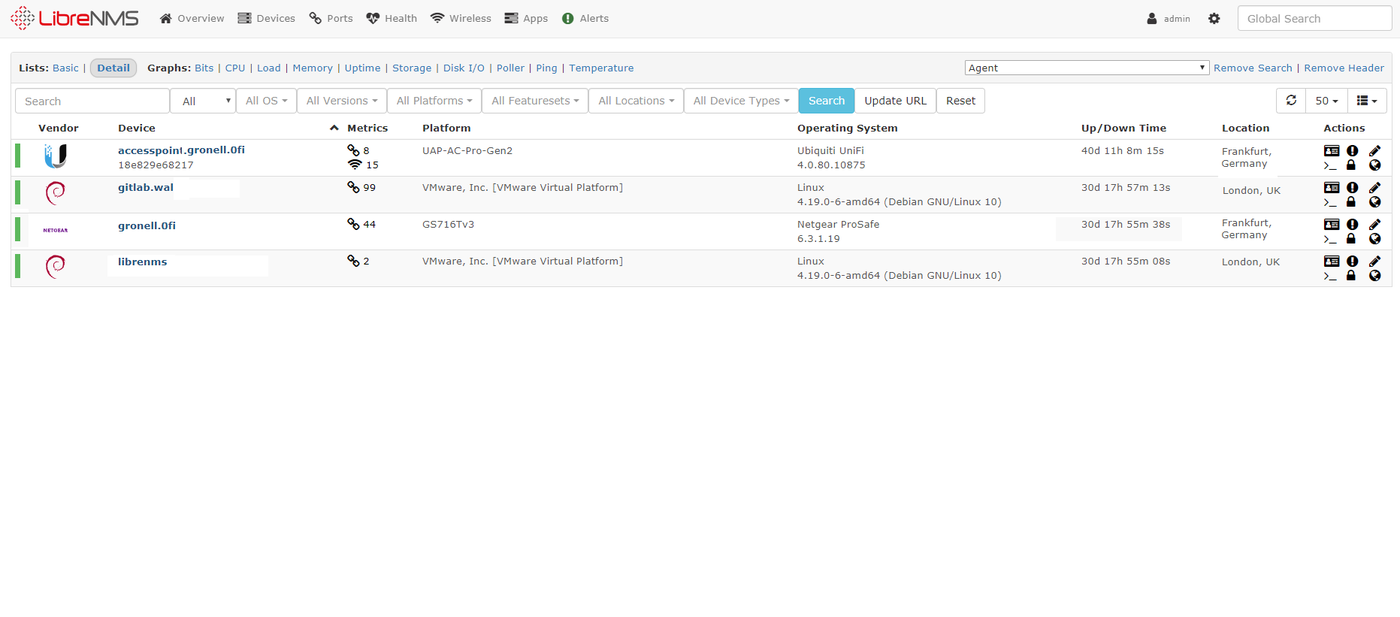 LibreNMS Overview Devices Ports Health Wireless Apps Alerts admin Global Search
Lists: Basic | Detail Graphs: Bits | CPU | Load | Memory | Uptime | Storage | Disk I/O | Poller | Ping | Temperature Agent Remove Search | Remove Header
Search All All OS All Versions All Platforms All Featuresets All Locations All Device Types Search Update URL Reset 50
Vendor Device Metrics Platform Operating System Up/Down Time Location Actions
accesspoint.gronell.0fi 8 UAP-AC-Pro-Gen2 Ubiquiti UniFi 40d 11h 8m 15s Frankfurt,
18e829e68217 15 4.0.80.10875 Germany
gitlab.wal 99 VMware, Inc. [VMware Virtual Platform] Linux 30d 17h 57m 13s London, UK
4.19.0-6-amd64 (Debian GNU/Linux 10)
NETGEAR gronell.0fi 44 GS716Tv3 Netgear ProSafe 30d 17h 55m 38s Frankfurt,
6.3.1.19 Germany
librenms 2 VMware, Inc. [VMware Virtual Platform] Linux 30d 17h 55m 08s London, UK
4.19.0-6-amd64 (Debian GNU/Linux 10)